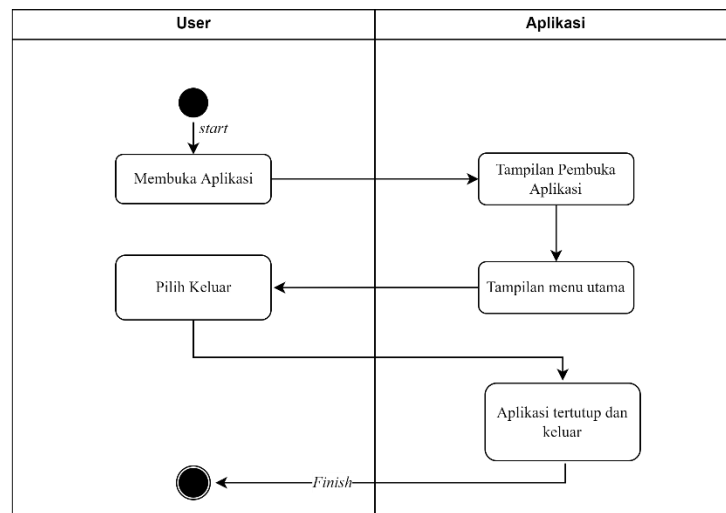 User
Aplikasi
start
Membuka Aplikasi
Tampilan Pembuka
Aplikasi
Pilih Keluar
Tampilan menu utama
Aplikasi tertutup dan
keluar
Finish